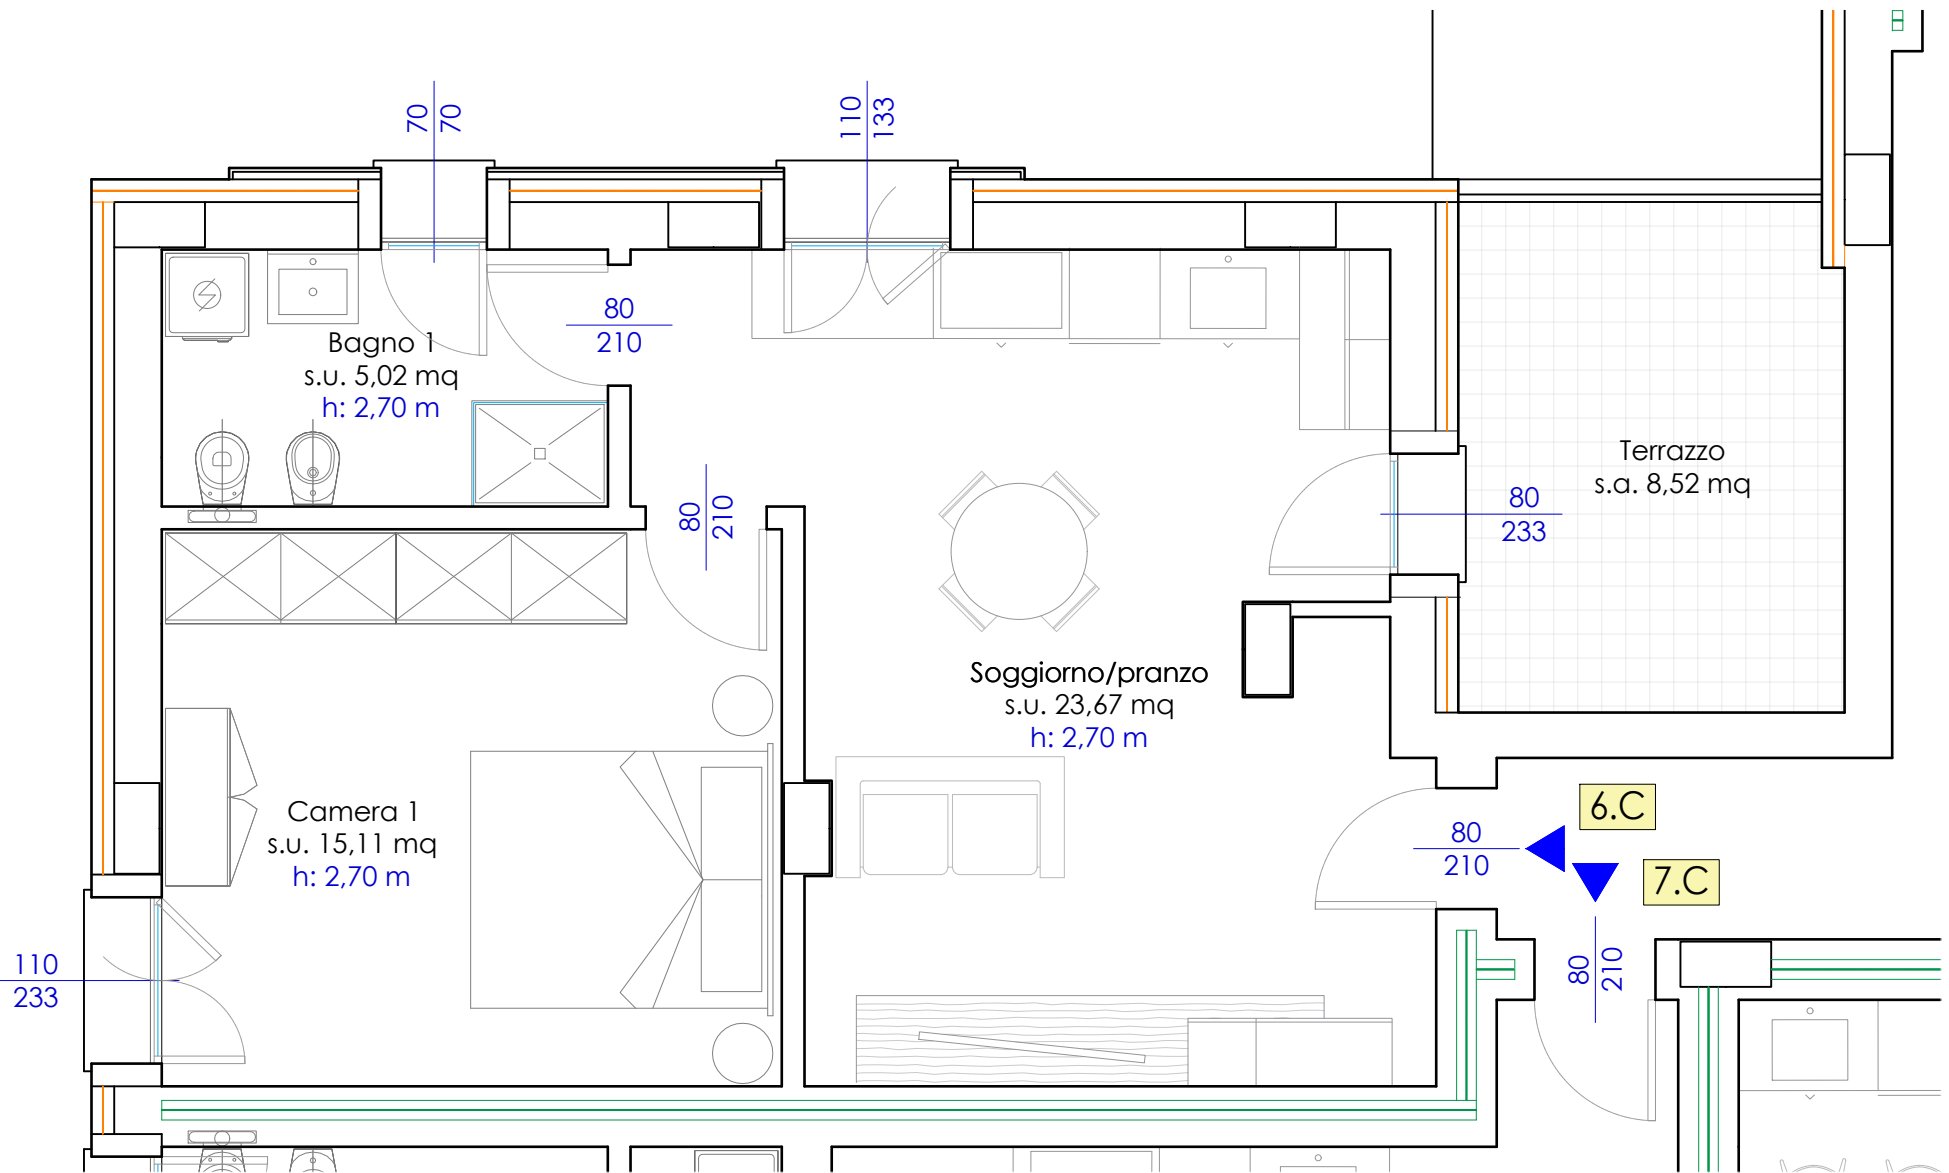 70
70
110
133
80
210
Bagno 1
s.u. 5,02 mq
h: 2,70 m
80
210
Terrazzo
s.a. 8,52 mq
80
233
Soggiorno/pranzo
s.u. 23,67 mq
h: 2,70 m
Camera 1
s.u. 15,11 mq
h: 2,70 m
6.C
80
210
7.C
110
233
80
210